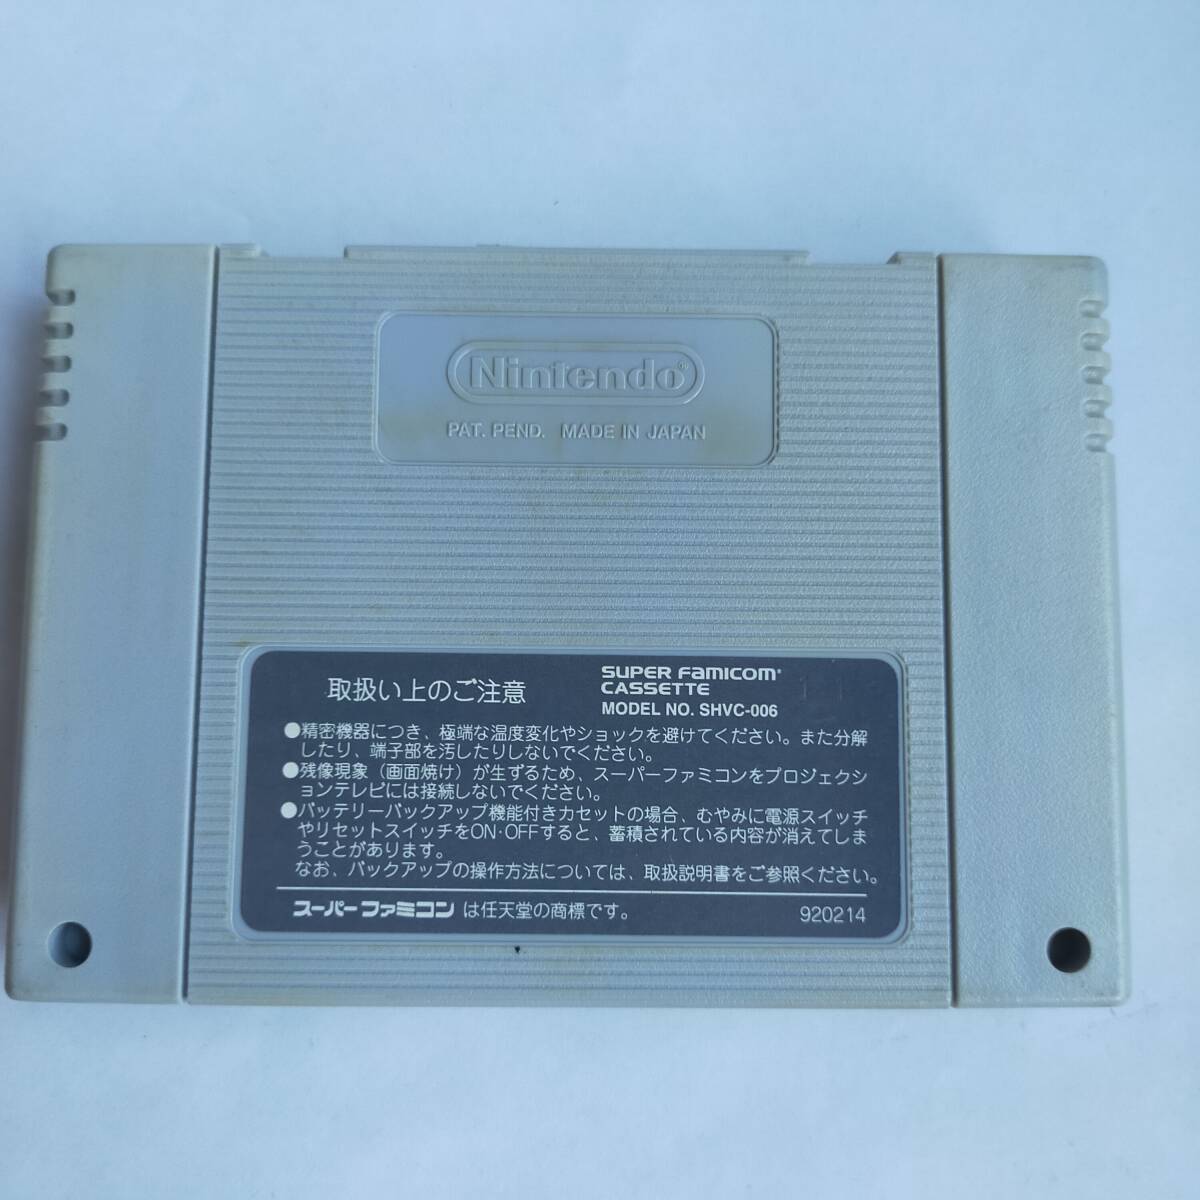 Nintendo®
PAT. PEND. MADE IN JAPAN
取扱い上のご注意
SUPER FAMICOM
CASSETTE
MODEL NO. SHVC-006
●精密機器につき、極端な温度変化やショックを避けてください。また分解
したり、端子部を汚したりしないでください。
●残像現象（画面焼け）が生ずるため、スーパーファミコンをプロジェクシ
ョンテレビには接続しないでください。
●バッテリーバックアップ機能付きカセットの場合、むやみに電源スイッチ
やリセットスイッチをON·OFFすると、蓄積されている内容が消えてしま
うことがあります。
なお、バックアップの操作方法については、取扱説明書をご参照ください。
スーパーファミコンは任天堂の商標です。
920214